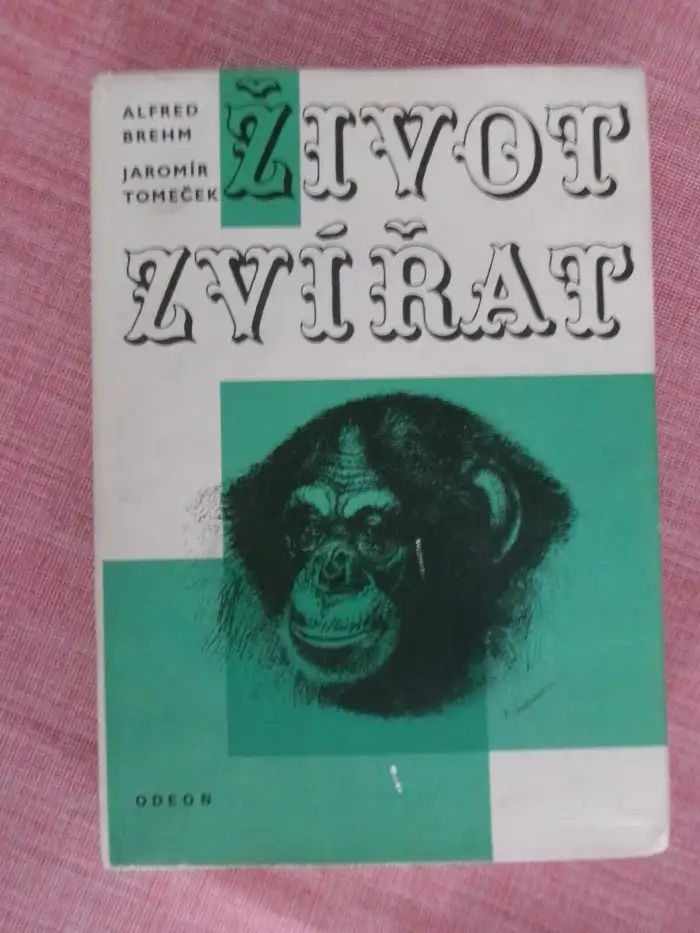 ALFRED
BREHM
JAROMÍR
TOMEČEK
ŽIVOT
ZVÍŘAT
ODEON